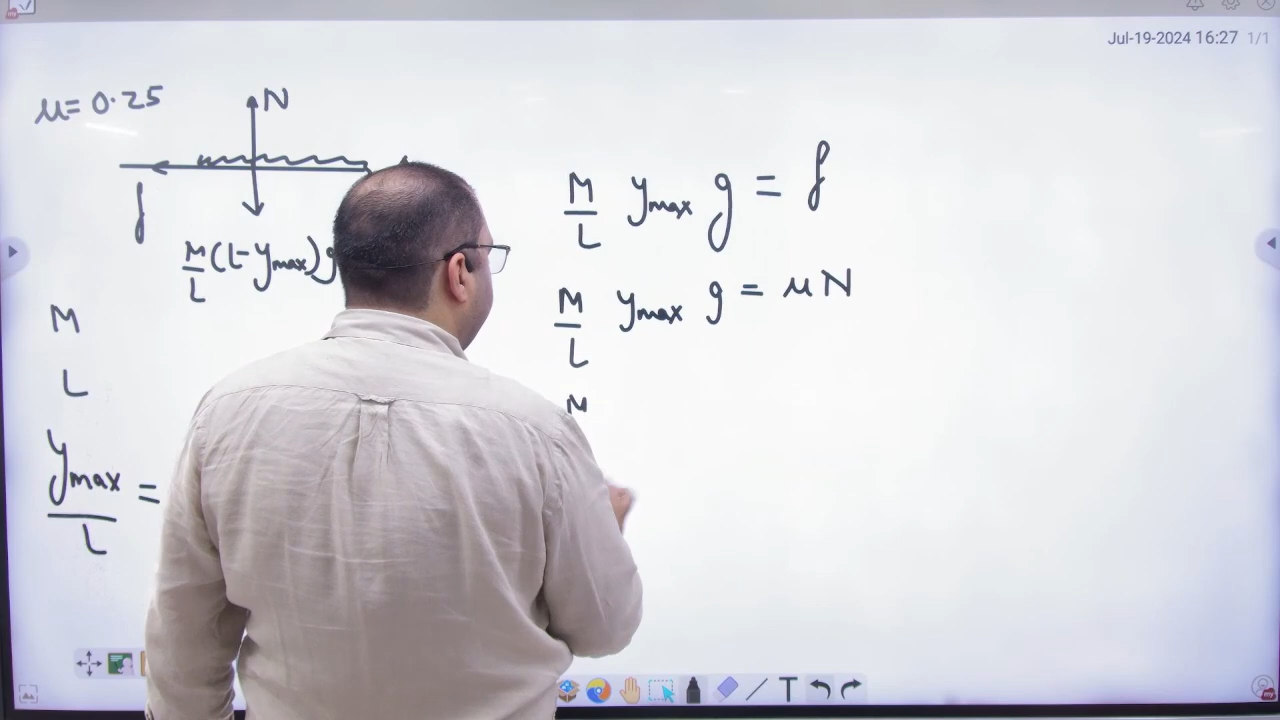 Jul-19-2024 16:27 1/1
μ = 0.25
N
f
M/L (L - ymax) g
M
L
ymax/L =
M/L ymax g = f
M/L ymax g = μN
M
T